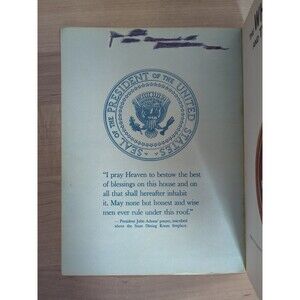 SEAL OF THE PRESIDENT OF THE UNITED STATES
"I pray Heaven to bestow the best
of blessings on this house and on
all that shall hereafter inhabit
it. May none but honest and wise
men ever rule under this roof."
—President John Adams' prayer, inscribed
above the State Dining Room fireplace.
THE